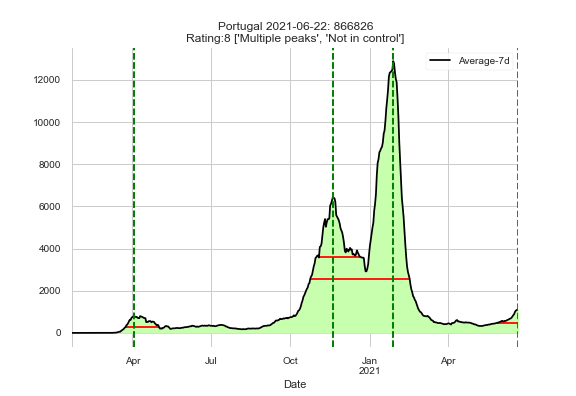 Portugal 2021-06-22: 866826
Rating:8 ['Multiple peaks', 'Not in control']
Average-7d
12000
10000
8000
6000
4000
2000
0
Apr
Jul
Oct
Jan
2021
Apr
Date